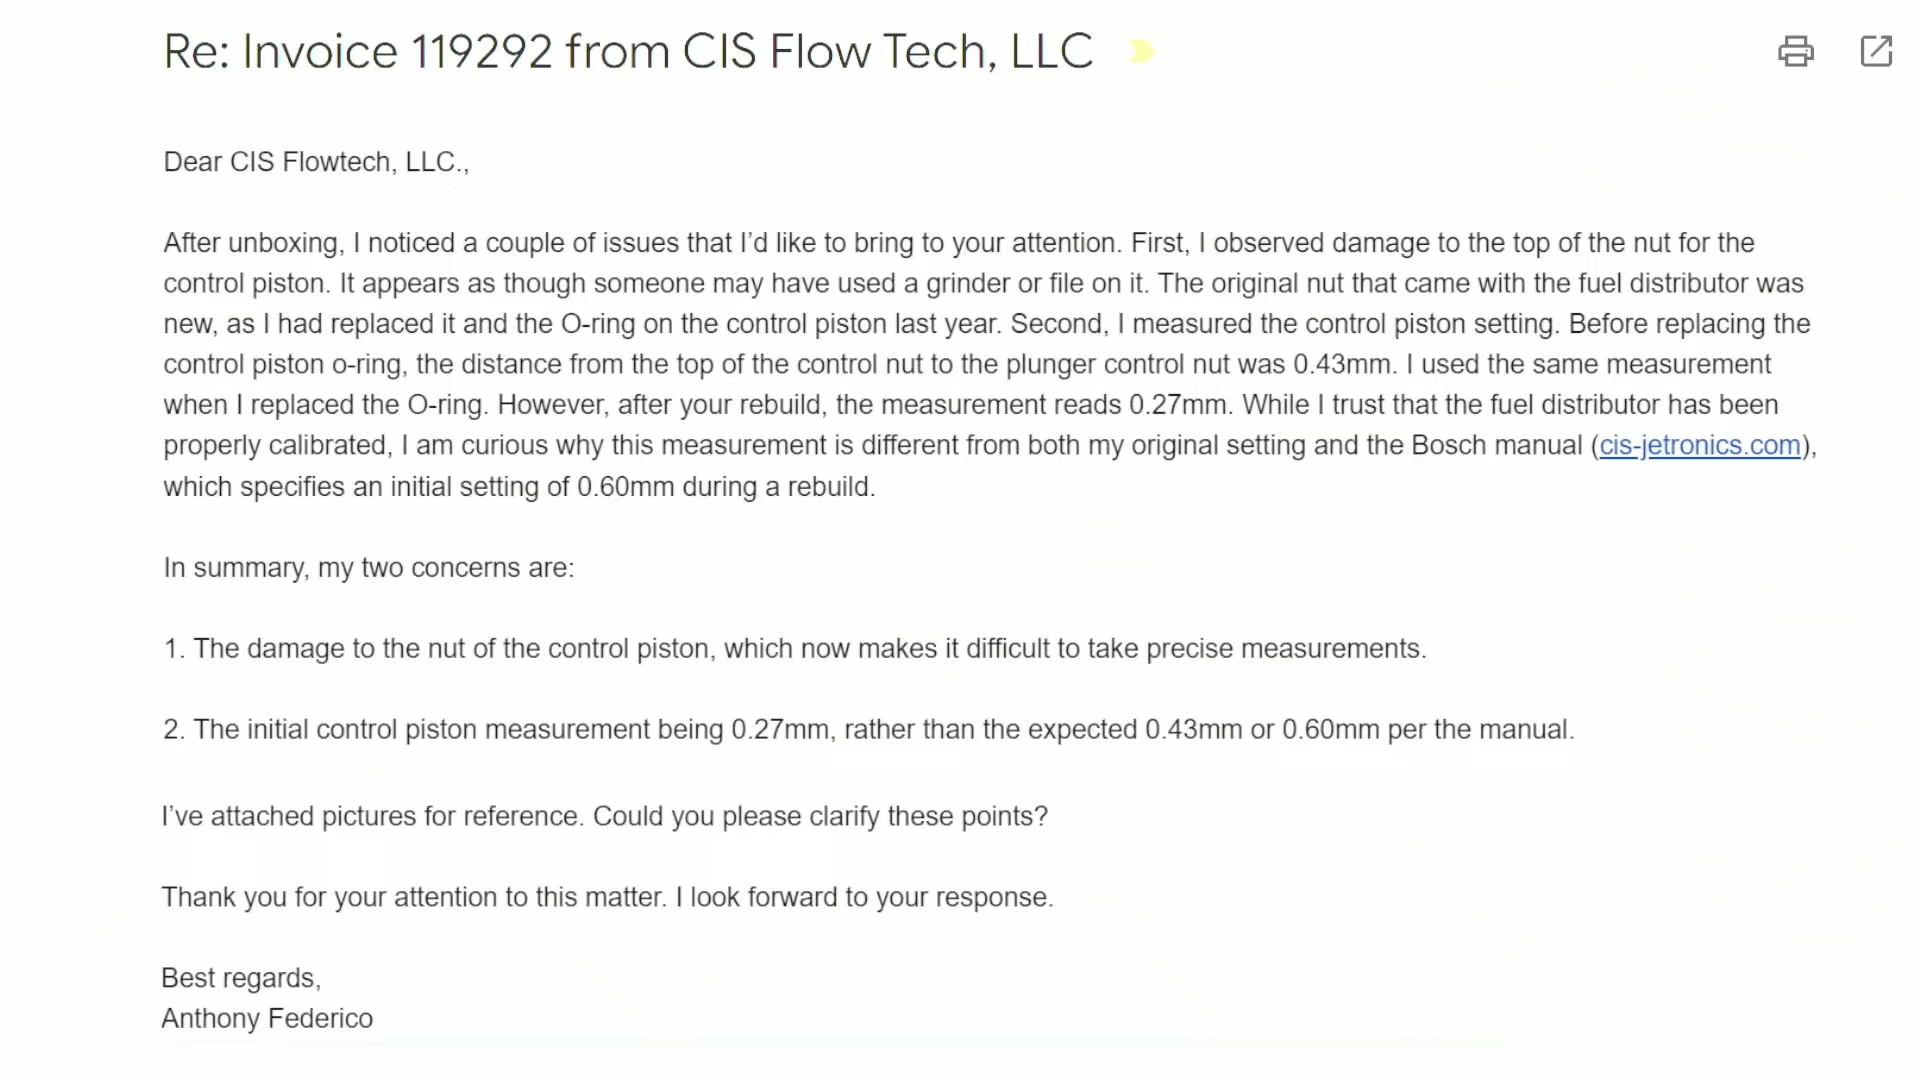 Re: Invoice 119292 from CIS Flow Tech, LLC
Dear CIS Flowtech, LLC.,
After unboxing, I noticed a couple of issues that I’d like to bring to your attention. First, I observed damage to the top of the nut for the
control piston. It appears as though someone may have used a grinder or file on it. The original nut that came with the fuel distributor was
new, as I had replaced it and the O-ring on the control piston last year. Second, I measured the control piston setting. Before replacing the
control piston o-ring, the distance from the top of the control nut to the plunger control nut was 0.43mm. I used the same measurement
when I replaced the O-ring. However, after your rebuild, the measurement reads 0.27mm. While I trust that the fuel distributor has been
properly calibrated, I am curious why this measurement is different from both my original setting and the Bosch manual (cis-jetronics.com),
which specifies an initial setting of 0.60mm during a rebuild.
In summary, my two concerns are:
1. The damage to the nut of the control piston, which now makes it difficult to take precise measurements.
2. The initial control piston measurement being 0.27mm, rather than the expected 0.43mm or 0.60mm per the manual.
I’ve attached pictures for reference. Could you please clarify these points?
Thank you for your attention to this matter. I look forward to your response.
Best regards,
Anthony Federico